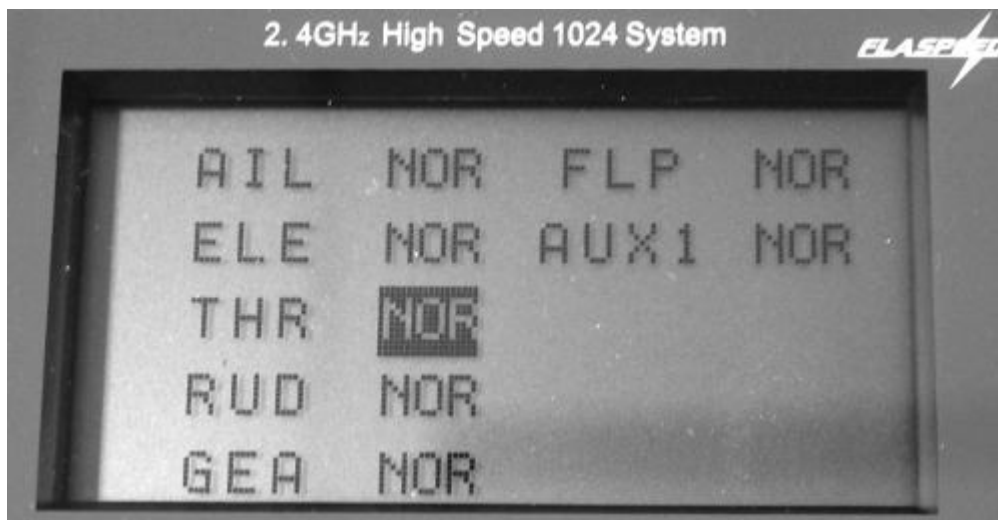 2. 4GHz High Speed 1024 System
FLASPEED
AIL NOR FLP NOR
ELE NOR AUX1 NOR
THR NOR
RUD NOR
GEA NOR